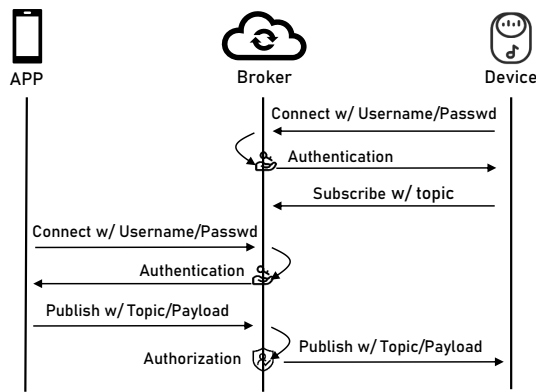 APP
Broker
Device
Connect w/ Username/Passwd
Authentication
Subscribe w/ topic
Connect w/ Username/Passwd
Authentication
Publish w/ Topic/Payload
Publish w/ Topic/Payload
Authorization